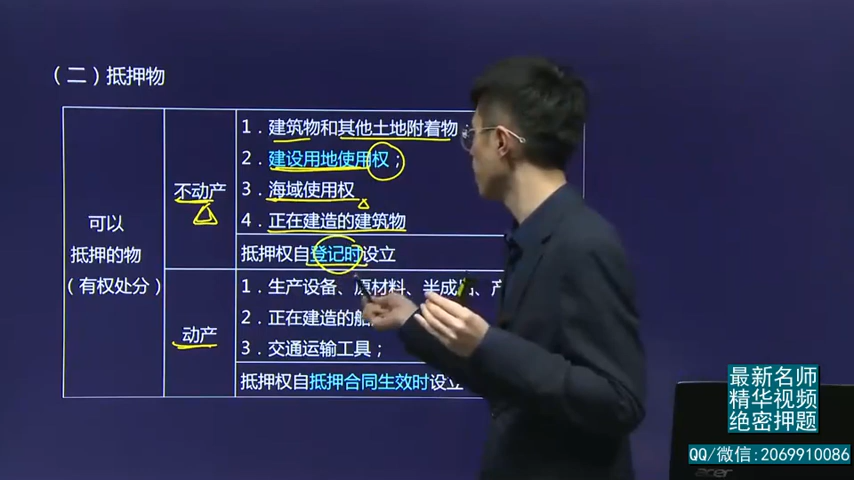 （二）抵押物
可以
抵押的物
（有权处分）
不动产
1．建筑物和其他土地附着物；
2．建设用地使用权；
3．海域使用权
4．正在建造的建筑物
抵押权自登记时设立
动产
1．生产设备、原材料、半成品、产
2．正在建造的船
3．交通运输工具；
抵押权自抵押合同生效时设立
最新名师
精华视频
绝密押题
QQ/微信:2069910086
acer